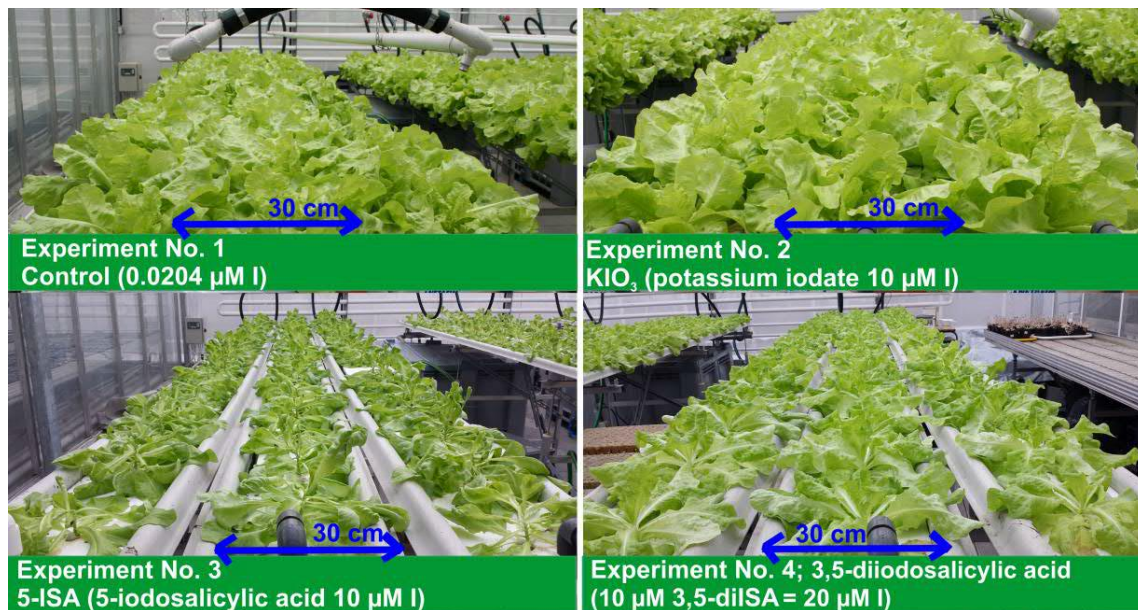 30 cm
Experiment No. 1
Control (0.0204 µM I)
30 cm
Experiment No. 2
KIO₃ (potassium iodate 10 µM I)
30 cm
Experiment No. 3
5-ISA (5-iodosalicylic acid 10 µM I)
30 cm
Experiment No. 4; 3,5-diiodosalicylic acid
(10 µM 3,5-diISA = 20 µM I)